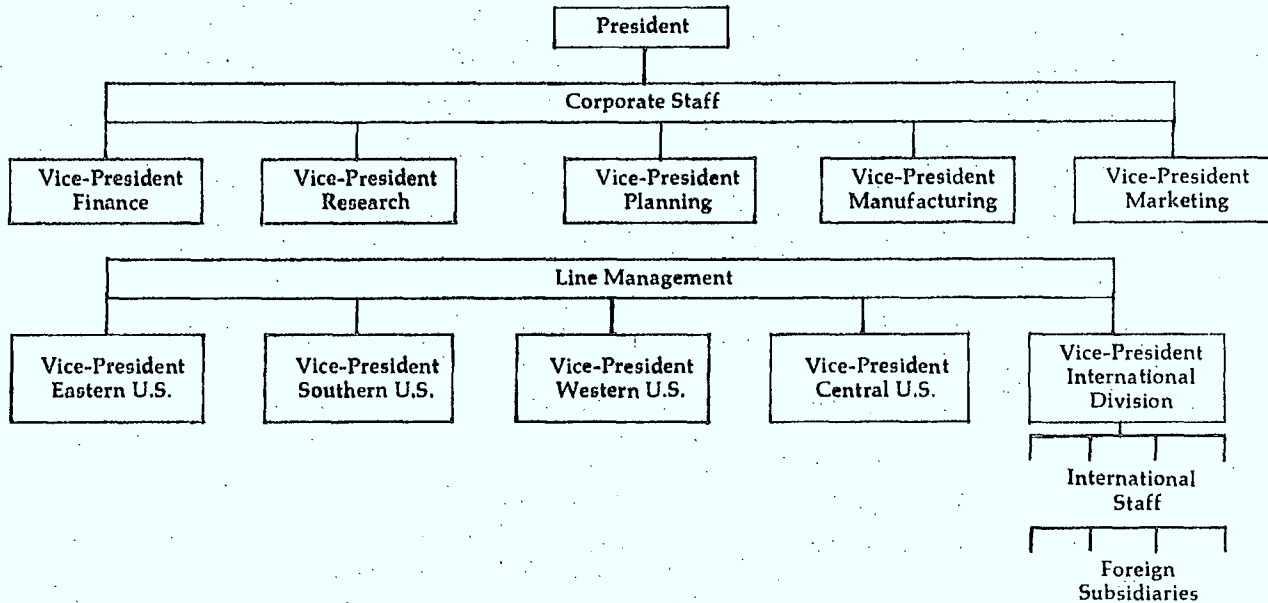 President
Corporate Staff
Vice-President
Finance
Vice-President
Research
Vice-President
Planning
Vice-President
Manufacturing
Vice-President
Marketing
Line Management
Vice-President
Eastern U.S.
Vice-President
Southern U.S.
Vice-President
Western U.S.
Vice-President
Central U.S.
Vice-President
International
Division
International
Staff
Foreign
Subsidiaries